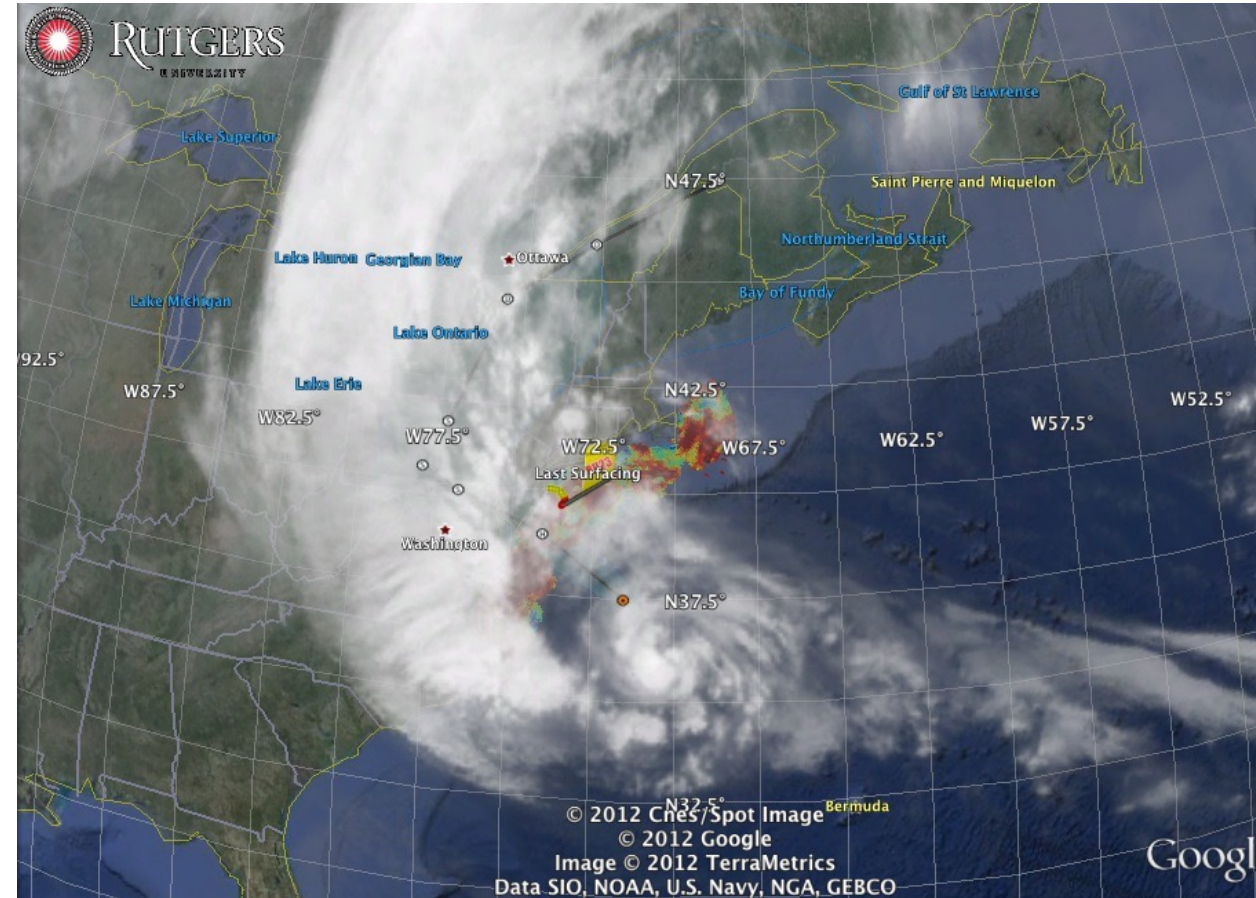 RUTGERS
UNIVERSITY
Gulf of St Lawrence
Lake Superior
N47.5°
Saint Pierre and Miquelon
Northumberland Strait
Lake Huron
Georgian Bay
Ottawa
Bay of Fundy
Lake Michigan
Lake Ontario
/92.5°
Lake Erie
W87.5°
N42.5°
W52.5°
W82.5°
W57.5°
W77.5°
W72.5°
W67.5°
W62.5°
Last Surfacing
Washington
N37.5°
N32.5°
Bermuda
© 2012 Cnes/Spot Image
© 2012 Google
Image © 2012 TerraMetrics
Data SIO, NOAA, U.S. Navy, NGA, GEBCO
Googl